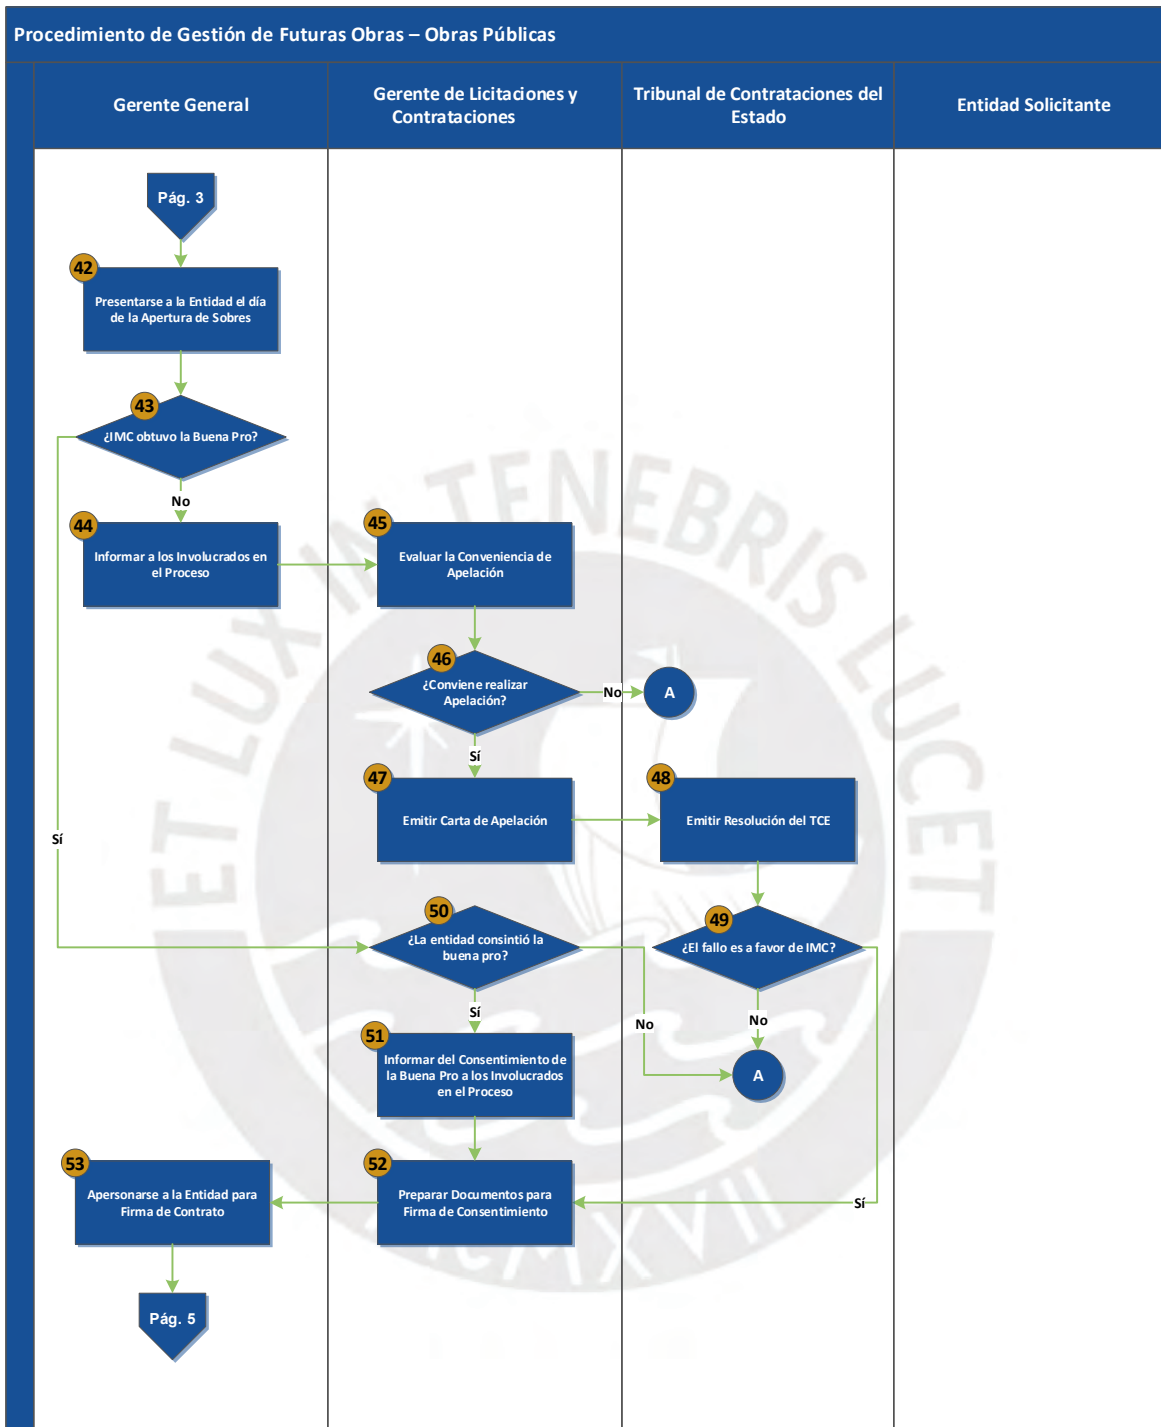 Procedimiento de Gestión de Futuras Obras – Obras Públicas
Gerente General
Gerente de Licitaciones y
Contrataciones
Tribunal de Contrataciones del
Estado
Entidad Solicitante
Pág. 3
42
Presentarse a la Entidad el día
de la Apertura de Sobres
43
¿IMC obtuvo la Buena Pro?
No
44
Informar a los Involucrados en
el Proceso
45
Evaluar la Conveniencia de
Apelación
46
¿Conviene realizar
Apelación?
No
A
Sí
47
Emitir Carta de Apelación
48
Emitir Resolución del TCE
Sí
50
¿La entidad consintió la
buena pro?
49
¿El fallo es a favor de IMC?
Sí
No
No
51
Informar del Consentimiento de
la Buena Pro a los Involucrados
en el Proceso
A
53
Apersonarse a la Entidad para
Firma de Contrato
52
Preparar Documentos para
Firma de Consentimiento
Sí
Pág. 5
ET LUX IN TENEBRIS LUCET